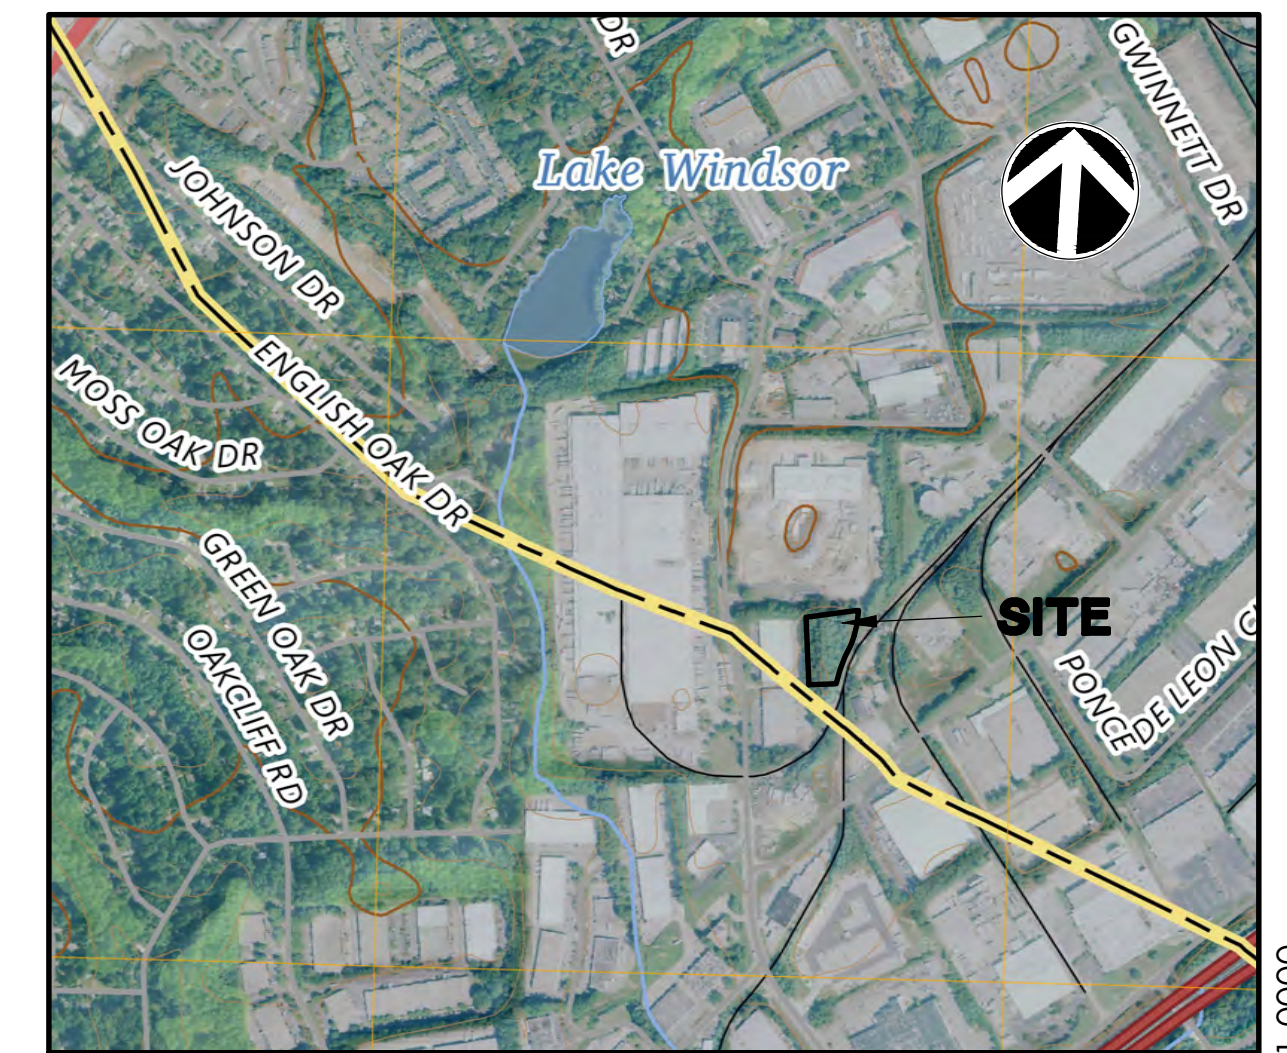 DR
GWINNETT DR
Lake Windsor
JOHNSON DR
ENGLISH OAK DR
MOSS OAK DR
GREEN OAK DR
OAKCLIFF RD
SITE
PONCE
DE LEON